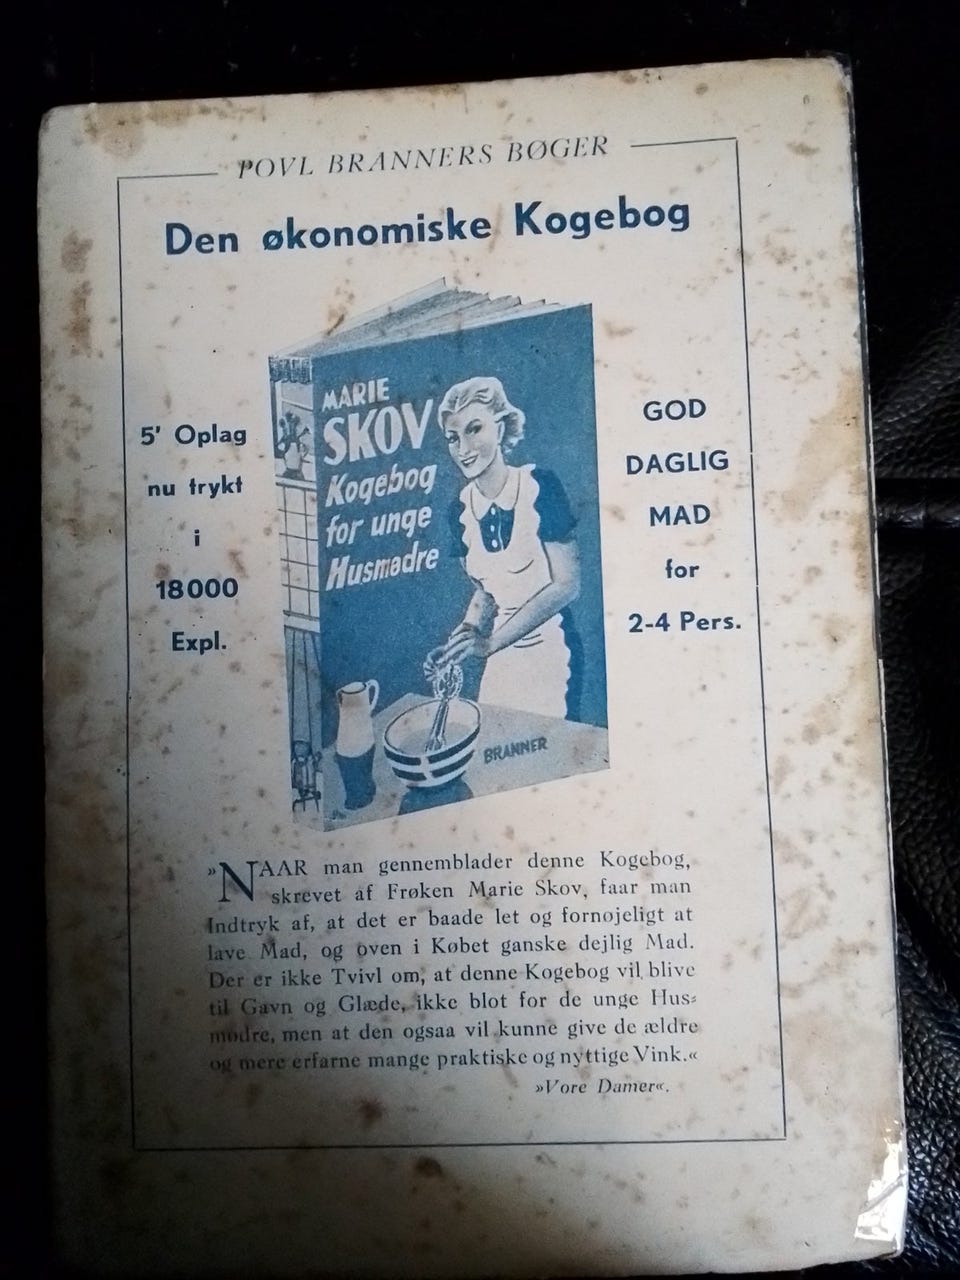 POVL BRANNERS BØGER
Den økonomiske Kogebog
5' Oplag
nu trykt
i
18000
Expl.
MARIE
SKOV
Kogebog
for unge
Husmødre
BRANNER
GOD
DAGLIG
MAD
for
2-4 Pers.
»NAAR man gennemblader denne Kogebog,
skrevet af Frøken Marie Skov, faar man
Indtryk af, at det er baade let og fornøjeligt at
lave Mad, og oven i Købet ganske dejlig Mad.
Der er ikke Tvivl om, at denne Kogebog vil blive
til Gavn og Glæde, ikke blot for de unge Hus-
mødre, men at den ogsaa vil kunne give de ældre
og mere erfarne mange praktiske og nyttige Vink.«
»Vore Damer«.